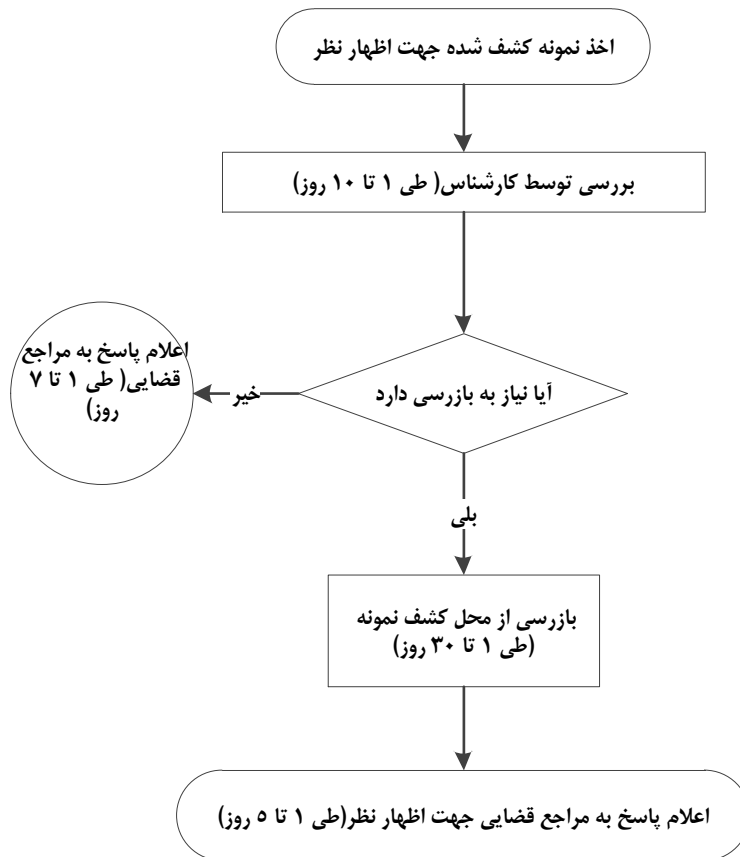 اخذ نمونه کشف شده جهت اظهار نظر
بررسی توسط کارشناس( طی ۱ تا ۱۰ روز)
آیا نیاز به بازرسی دارد
خیر
اعلام پاسخ به مراجع
قضایی( طی ۱ تا ۷
روز)
بلی
بازرسی از محل کشف نمونه
(طی ۱ تا ۳۰ روز)
اعلام پاسخ به مراجع قضایی جهت اظهار نظر(طی ۱ تا ۵ روز)